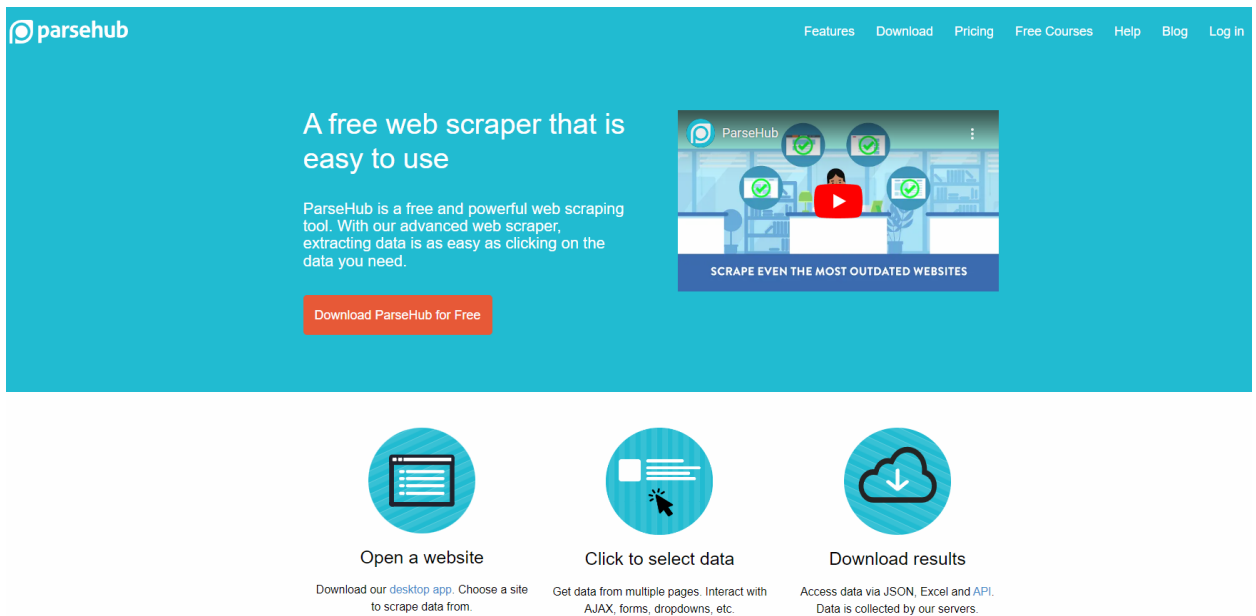 parsehub
Features Download Pricing Free Courses Help Blog Log in
A free web scraper that is
easy to use
ParseHub is a free and powerful web scraping
tool. With our advanced web scraper,
extracting data is as easy as clicking on the
data you need.
Download ParseHub for Free
ParseHub
SCRAPE EVEN THE MOST OUTDATED WEBSITES
Open a website
Download our desktop app. Choose a site
to scrape data from.
Click to select data
Get data from multiple pages. Interact with
AJAX, forms, dropdowns, etc.
Download results
Access data via JSON, Excel and API.
Data is collected by our servers.